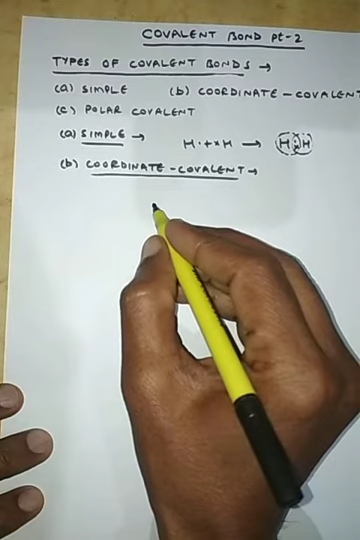 COVALENT BOND Pt-2
TYPES OF COVALENT BONDS →
(a) SIMPLE (b) COORDINATE-COVALENT
(c) POLAR COVALENT
(a) SIMPLE → H·+×H → H H
(b) COORDINATE-COVALENT →